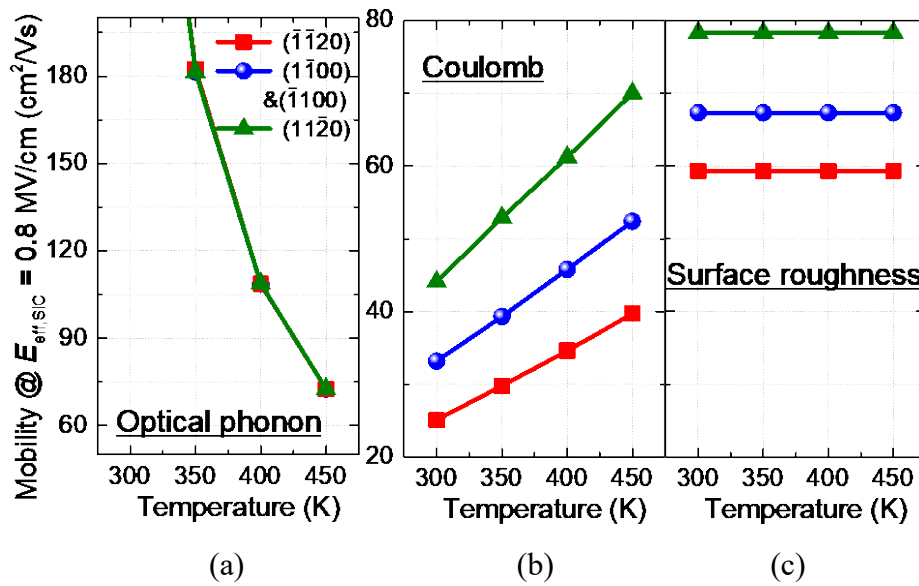 Mobility @ E_eff,SiC = 0.8 MV/cm (cm²/Vs)
180
150
120
90
60
(1̄1̄20)
(11̄00)
&(1̄100)
(112̄0)
Optical phonon
300 350 400 450
Temperature (K)
(a)
80
60
40
20
Coulomb
300 350 400 450
Temperature (K)
(b)
Surface roughness
300 350 400 450
Temperature (K)
(c)